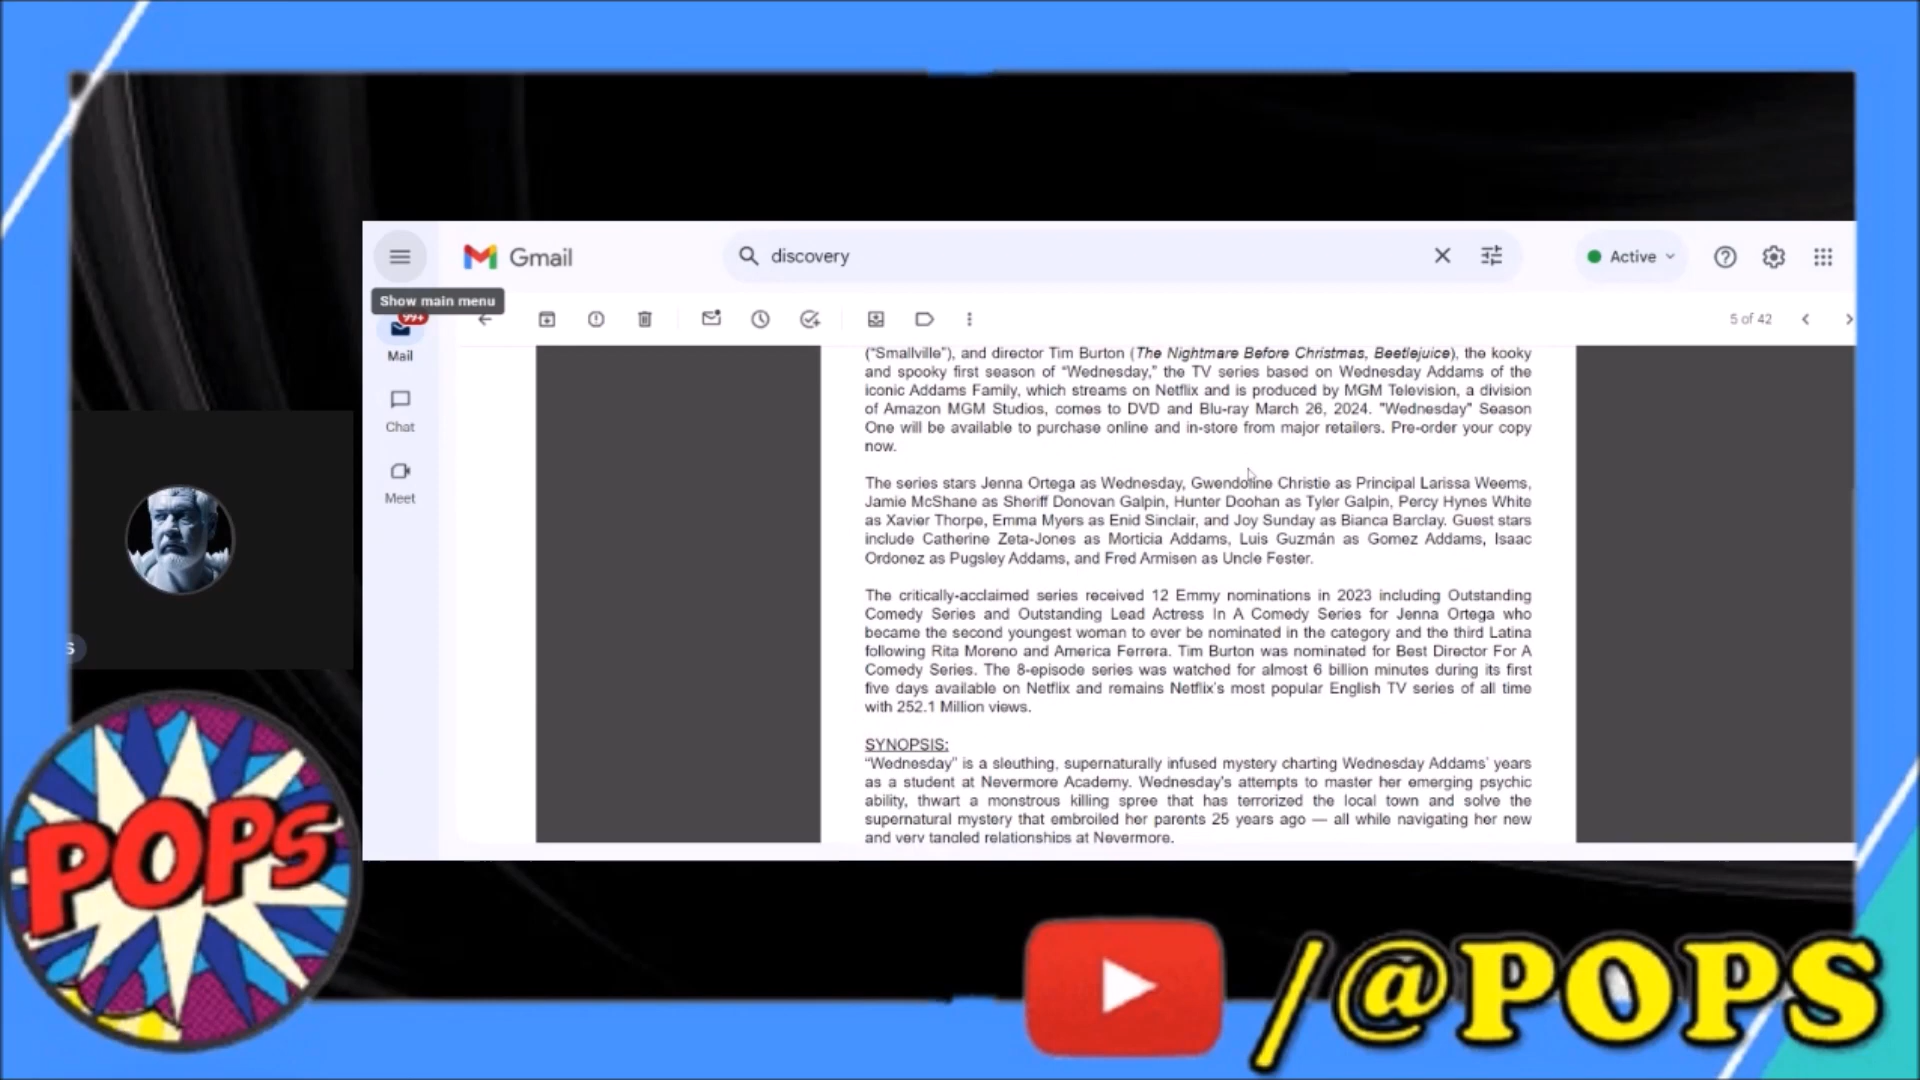 Gmail
discovery
Active
Show main menu
99+
5 of 42
Mail
Chat
Meet
(“Smallville”), and director Tim Burton (The Nightmare Before Christmas, Beetlejuice), the kooky
and spooky first season of “Wednesday,” the TV series based on Wednesday Addams of the
iconic Addams Family, which streams on Netflix and is produced by MGM Television, a division
of Amazon MGM Studios, comes to DVD and Blu-ray March 26, 2024. "Wednesday" Season
One will be available to purchase online and in-store from major retailers. Pre-order your copy
now.
The series stars Jenna Ortega as Wednesday, Gwendoline Christie as Principal Larissa Weems,
Jamie McShane as Sheriff Donovan Galpin, Hunter Doohan as Tyler Galpin, Percy Hynes White
as Xavier Thorpe, Emma Myers as Enid Sinclair, and Joy Sunday as Bianca Barclay. Guest stars
include Catherine Zeta-Jones as Morticia Addams, Luis Guzmán as Gomez Addams, Isaac
Ordonez as Pugsley Addams, and Fred Armisen as Uncle Fester.
The critically-acclaimed series received 12 Emmy nominations in 2023 including Outstanding
Comedy Series and Outstanding Lead Actress In A Comedy Series for Jenna Ortega who
became the second youngest woman to ever be nominated in the category and the third Latina
following Rita Moreno and America Ferrera. Tim Burton was nominated for Best Director For A
Comedy Series. The 8-episode series was watched for almost 6 billion minutes during its first
five days available on Netflix and remains Netflix's most popular English TV series of all time
with 252.1 Million views.
SYNOPSIS:
“Wednesday” is a sleuthing, supernaturally infused mystery charting Wednesday Addams' years
as a student at Nevermore Academy. Wednesday's attempts to master her emerging psychic
ability, thwart a monstrous killing spree that has terrorized the local town and solve the
supernatural mystery that embroiled her parents 25 years ago — all while navigating her new
and very tangled relationships at Nevermore.
s
POPS
/@POPS